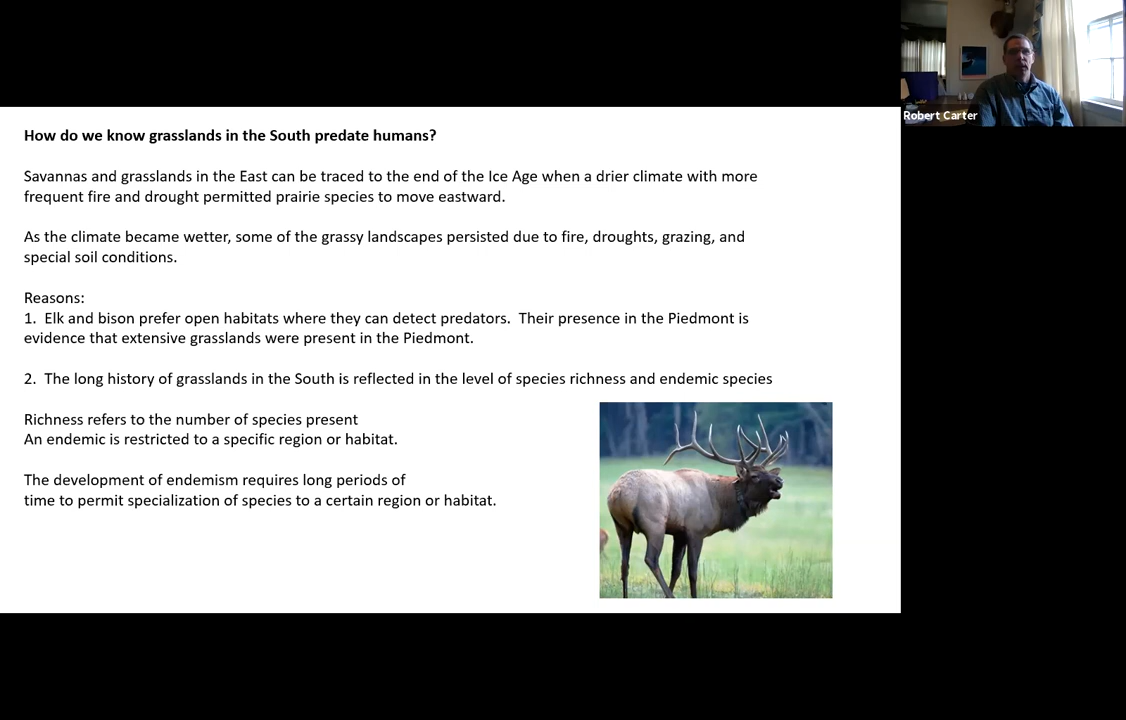 How do we know grasslands in the South predate humans?
Savannas and grasslands in the East can be traced to the end of the Ice Age when a drier climate with more
frequent fire and drought permitted prairie species to move eastward.
As the climate became wetter, some of the grassy landscapes persisted due to fire, droughts, grazing, and
special soil conditions.
Reasons:
1.  Elk and bison prefer open habitats where they can detect predators.  Their presence in the Piedmont is
evidence that extensive grasslands were present in the Piedmont.
2.  The long history of grasslands in the South is reflected in the level of species richness and endemic species
Richness refers to the number of species present
An endemic is restricted to a specific region or habitat.
The development of endemism requires long periods of
time to permit specialization of species to a certain region or habitat.
Robert Carter